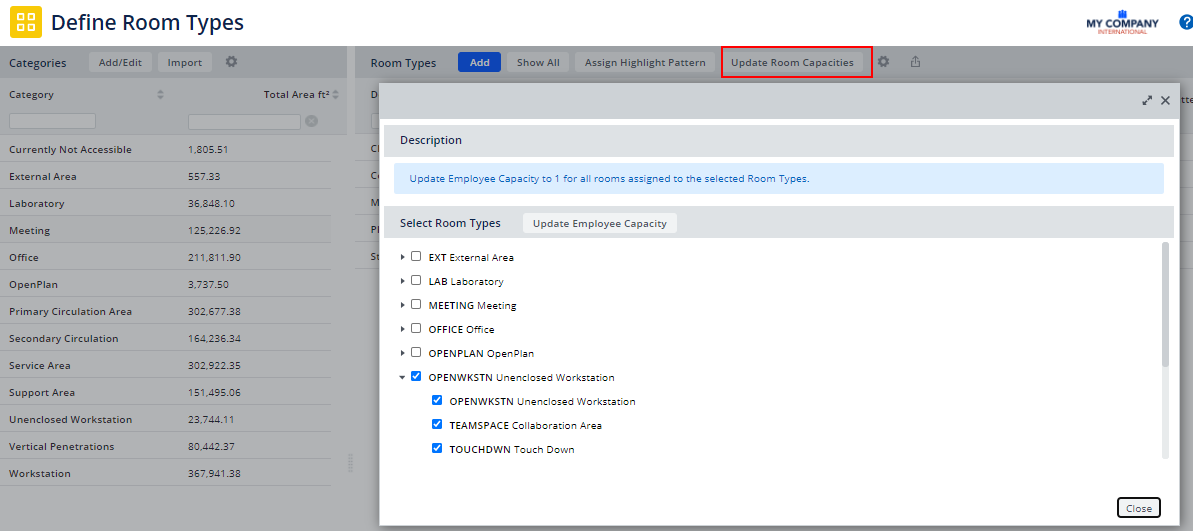 Define Room Types
MY COMPANY
INTERNATIONAL
?
Categories Add/Edit Import
Room Types Add Show All Assign Highlight Pattern Update Room Capacities
Category Total Area ft²
Currently Not Accessible 1,805.51
External Area 557.33
Laboratory 36,848.10
Meeting 125,226.92
Office 211,811.90
OpenPlan 3,737.50
Primary Circulation Area 302,677.38
Secondary Circulation 164,236.34
Service Area 302,922.35
Support Area 151,495.06
Unenclosed Workstation 23,744.11
Vertical Penetrations 80,442.37
Workstation 367,941.38
Description
Update Employee Capacity to 1 for all rooms assigned to the selected Room Types.
Select Room Types Update Employee Capacity
EXT External Area
LAB Laboratory
MEETING Meeting
OFFICE Office
OPENPLAN OpenPlan
OPENWKSTN Unenclosed Workstation
OPENWKSTN Unenclosed Workstation
TEAMSPACE Collaboration Area
TOUCHDWN Touch Down
Close